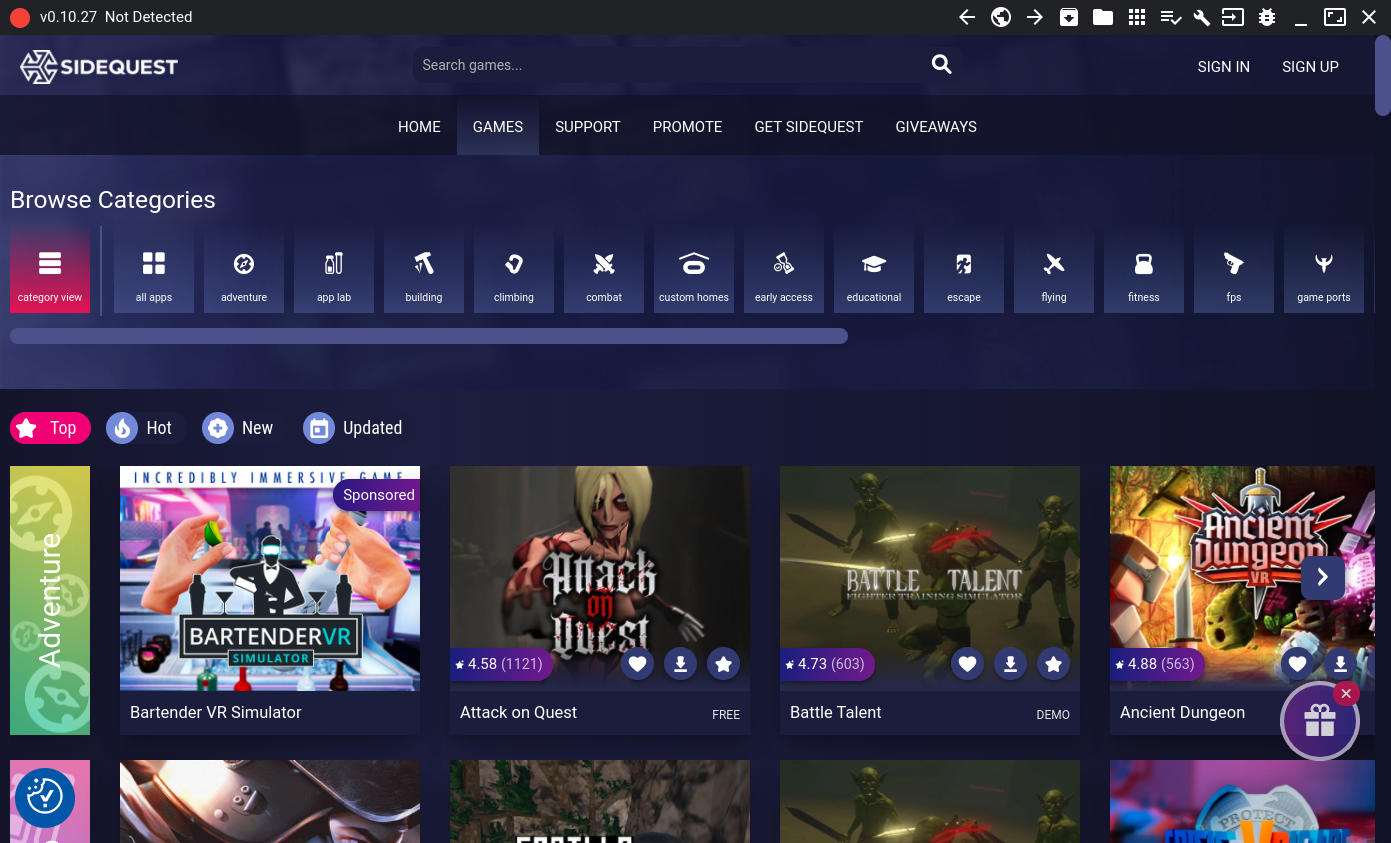 v0.10.27 Not Detected
SIDEQUEST
Search games...
SIGN IN
SIGN UP
HOME
GAMES
SUPPORT
PROMOTE
GET SIDEQUEST
GIVEAWAYS
Browse Categories
category view
all apps
adventure
app lab
building
climbing
combat
custom homes
early access
educational
escape
flying
fitness
fps
game ports
Top
Hot
New
Updated
Adventure
INCREDIBLY IMMERSIVE GAME
Sponsored
BARTENDERVR
SIMULATOR
Bartender VR Simulator
Attack
on
Quest
4.58 (1121)
Attack on Quest
FREE
BATTLE TALENT
FIGHTER TRAINING SIMULATOR
4.73 (603)
Battle Talent
DEMO
Ancient
Dungeon
VR
4.88 (563)
Ancient Dungeon
PROTECT